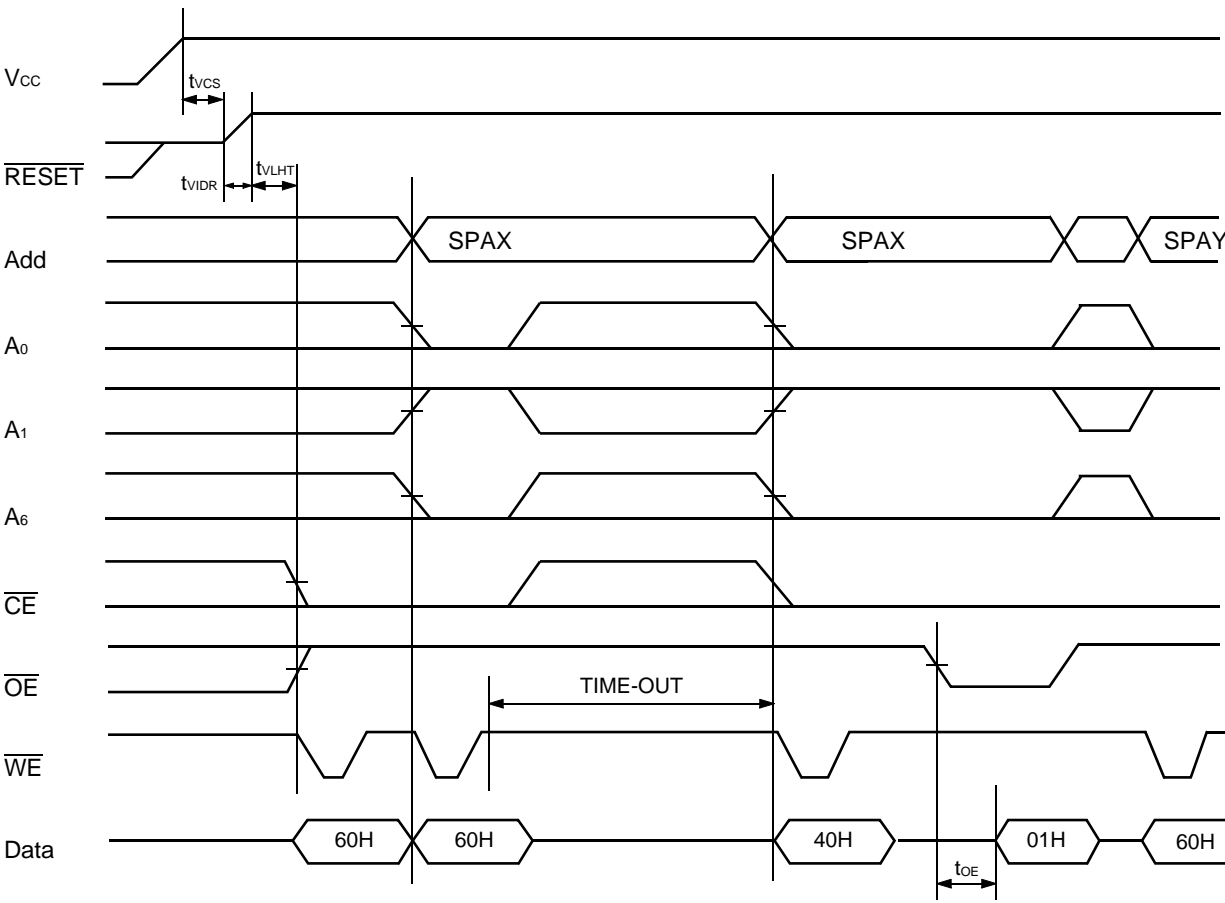 VCC
tVCS
RESET
tVIDR
tVLHT
Add
SPAX
SPAX
SPAY
A0
A1
A6
CE
OE
TIME-OUT
WE
Data
60H
60H
40H
01H
60H
tOE